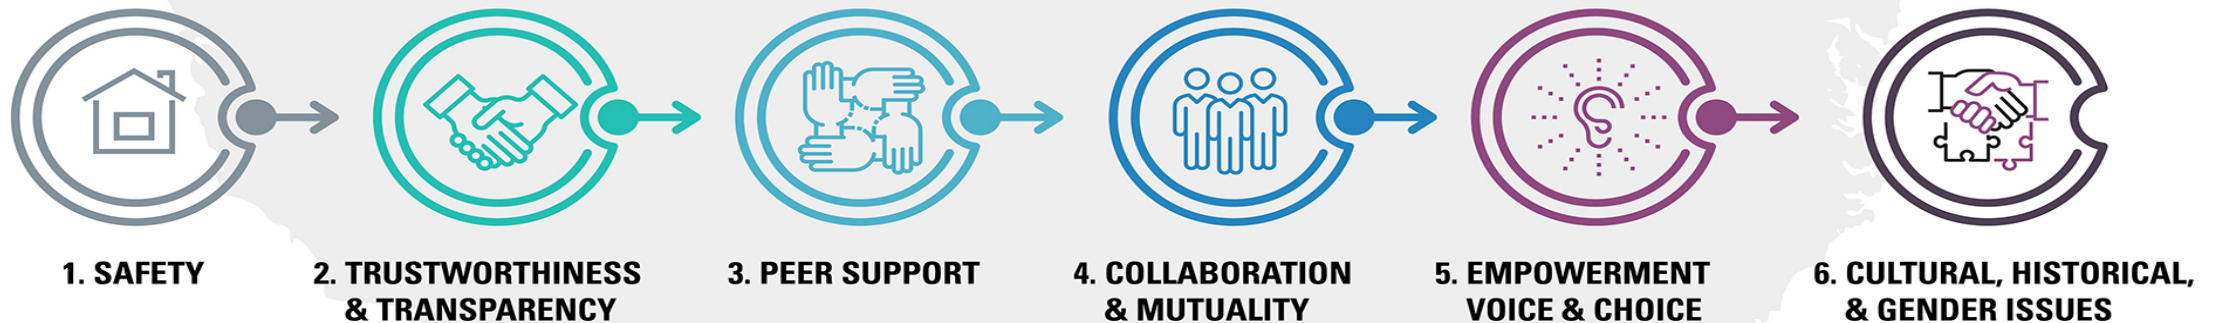 1. SAFETY
2. TRUSTWORTHINESS
& TRANSPARENCY
3. PEER SUPPORT
4. COLLABORATION
& MUTUALITY
5. EMPOWERMENT
VOICE & CHOICE
6. CULTURAL, HISTORICAL,
& GENDER ISSUES